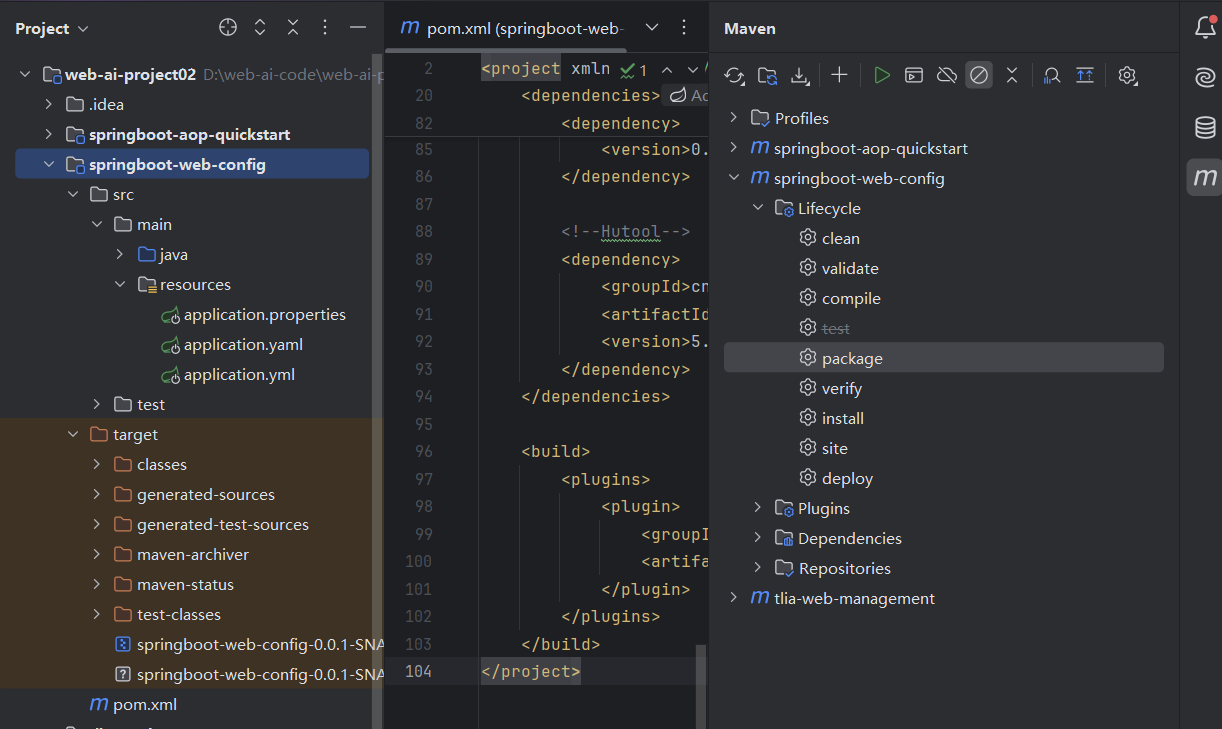 Project
web-ai-project02 D:\web-ai-code\web-ai-p
.idea
springboot-aop-quickstart
springboot-web-config
src
main
java
resources
application.properties
application.yaml
application.yml
test
target
classes
generated-sources
generated-test-sources
maven-archiver
maven-status
test-classes
springboot-web-config-0.0.1-SNA
springboot-web-config-0.0.1-SNA
m pom.xml
m pom.xml (springboot-web-
2 <project xmln 1
20 <dependencies>
82 <dependency>
85 <version>0.
86 </dependency>
87
88 <!--Hutool-->
89 <dependency>
90 <groupId>cn
91 <artifactId
92 <version>5.
93 </dependency>
94 </dependencies>
95
96 <build>
97 <plugins>
98 <plugin>
99 <groupI
100 <artifa
101 </plugin>
102 </plugins>
103 </build>
104 </project>
Maven
Profiles
m springboot-aop-quickstart
m springboot-web-config
Lifecycle
clean
validate
compile
test
package
verify
install
site
deploy
Plugins
Dependencies
Repositories
m tlia-web-management
m